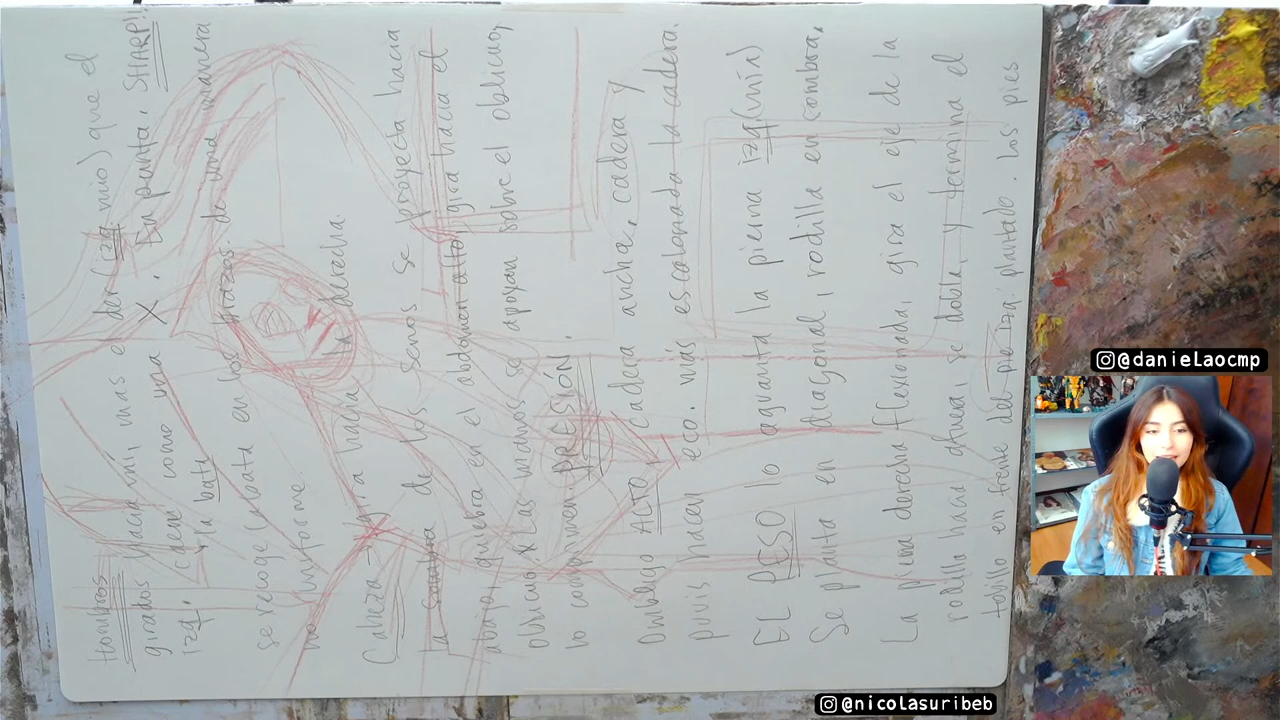 Hombros Hacia mi, mas el der (izq mio) que el
girados
izq. (dejar como una X. En punta. SHARP!!
y la bata
se recoge la bata en los brazos. de una manera
no uniforme.
Cabeza → gira hacia la derecha.
La de los senos se proyecta hacia
abajo, quiebra en el abdomen alto, gira hacia el
oblicuo x Las manos se apoyan sobre el oblicuo,
lo comprimen PRESIÓN.
Ombligo ALTO cadera ancha, cadera y
pubis hacen eco. más escalonada la cadera.
EL PESO lo aguanta la pierna izq (mía)
Se planta en diagonal, rodilla en sombra,
La pierna derecha flexionada, gira el eje de la
rodilla hacia afuera, se dobla, y termina el
tobillo en frente del pie izq. plantado. Los pies
@danielaocmp
@nicolasuribeb